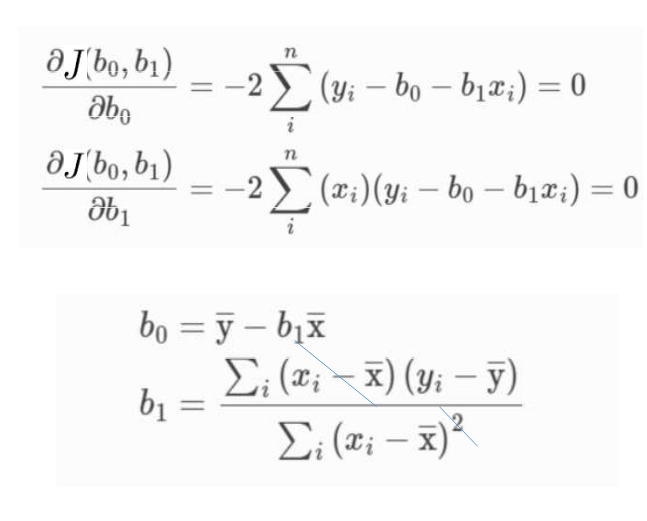 ∂J(b₀, b₁)/∂b₀ = −2 ∑ᵢⁿ (yᵢ − b₀ − b₁xᵢ) = 0
∂J(b₀, b₁)/∂b₁ = −2 ∑ᵢⁿ (xᵢ)(yᵢ − b₀ − b₁xᵢ) = 0
b₀ = y̅ − b₁x̅
b₁ = ∑ᵢ (xᵢ − x̅) (yᵢ − y̅) / ∑ᵢ (xᵢ − x̅)²